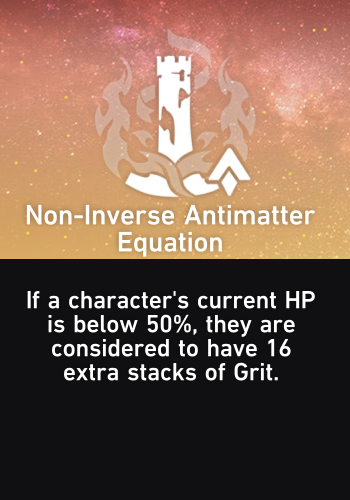 Non-Inverse Antimatter
Equation
If a character's current HP
is below 50%, they are
considered to have 16
extra stacks of Grit.